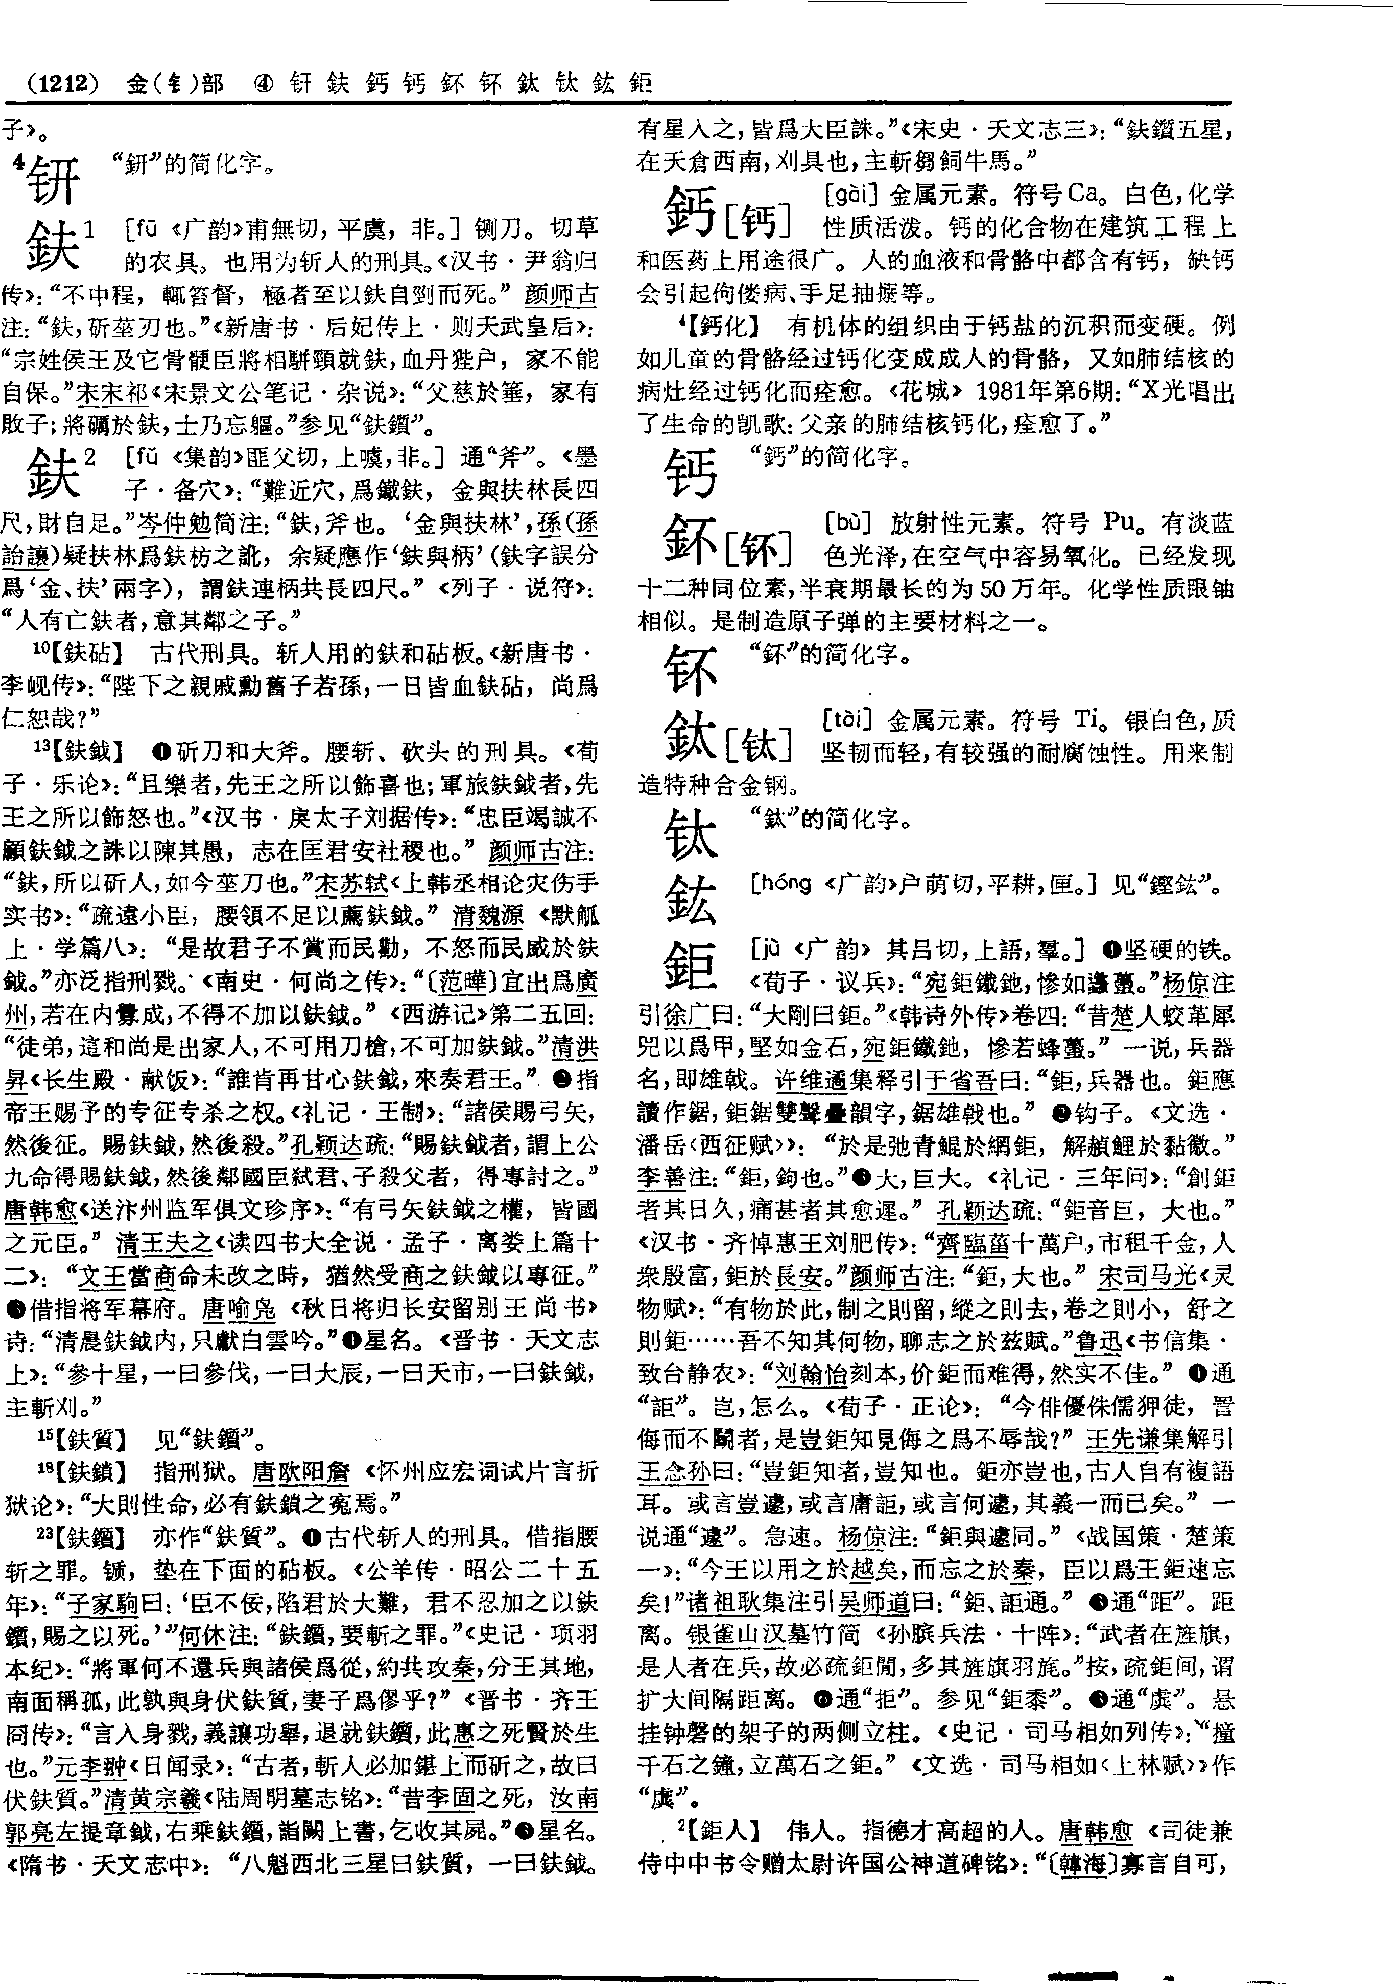 (1212) 金(钅)部 ④ 钘 鈇 鈣 钙 鈈 钚 鈦 钛 鈜 鉅
子》。
4钘 “鈃”的简化字。
鈇1 [fū《广韵》甫無切，平虞，非。] 铡刀。切草
的农具。也用为斩人的刑具。《汉书·尹翁归
传》：“不中程，輒笞督，極者至以鈇自剄而死。”颜师古
注：“鈇，斫莝刃也。”《新唐书·后妃传上·则天武皇后》：
“宗姓侯王及它骨骾臣將相駢頸就鈇，血丹狴户，家不能
自保。”宋宋祁《宋景文公笔记·杂说》：“父慈於箠，家有
敗子；將礪於鈇，士乃忘軀。”参见“鈇鑕”。
鈇2 [fǔ《集韵》匪父切，上噳，非。] 通“斧”。《墨
子·备穴》：“難近穴，爲鐵鈇，金與扶林長四
尺，財自足。”岑仲勉简注：“鈇，斧也。‘金與扶林’，孫(孫
詒讓)疑扶林爲鈇枋之訛，余疑應作‘鈇與柄’(鈇字誤分
爲‘金、扶’兩字)，謂鈇連柄共長四尺。”《列子·说符》：
“人有亡鈇者，意其鄰之子。”
10【鈇砧】 古代刑具。斩人用的鈇和砧板。《新唐书·
李岘传》：“陛下之親戚勳舊子若孫，一日皆血鈇砧，尚爲
仁恕哉？”
13【鈇鉞】 ❶斫刀和大斧。腰斩、砍头的刑具。《荀
子·乐论》：“且樂者，先王之所以飾喜也；軍旅鈇鉞者，先
王之所以飾怒也。”《汉书·戾太子刘据传》：“忠臣竭誠不
顧鈇鉞之誅以陳其愚，志在匡君安社稷也。”颜师古注：
“鈇，所以斫人，如今莝刀也。”宋苏轼《上韩丞相论灾伤手
实书》：“疏遠小臣，腰領不足以薦鈇鉞。”清魏源《默觚
上·学篇八》：“是故君子不賞而民勸，不怒而民威於鈇
鉞。”亦泛指刑戮。《南史·何尚之传》：“〔范曄〕宜出爲廣
州，若在内釁成，不得不加以鈇鉞。”《西游记》第二五回：
“徒弟，這和尚是出家人，不可用刀槍，不可加鈇鉞。”清洪
昇《长生殿·献饭》：“誰肯再甘心鈇鉞，來奏君王。”❷指
帝王赐予的专征专杀之权。《礼记·王制》：“諸侯賜弓矢，
然後征。賜鈇鉞，然後殺。”孔颖达疏：“賜鈇鉞者，謂上公
九命得賜鈇鉞，然後鄰國臣弑君、子殺父者，得專討之。”
唐韩愈《送汴州监军俱文珍序》：“有弓矢鈇鉞之權，皆國
之元臣。”清王夫之《读四书大全说·孟子·离娄上篇十
二》：“文王當商命未改之時，猶然受商之鈇鉞以專征。”
❸借指将军幕府。唐喻凫《秋日将归长安留别王尚书》
诗：“清晨鈇鉞内，只獻白雲吟。”❹星名。《晋书·天文志
上》：“參十星，一曰參伐，一曰大辰，一曰天市，一曰鈇鉞，
主斬刈。”
15【鈇質】 见“鈇鑕”。
18【鈇鎖】 指刑狱。唐欧阳詹《怀州应宏词试片言折
狱论》：“大則性命，必有鈇鎖之冤焉。”
23【鈇鑕】 亦作“鈇質”。❶古代斩人的刑具。借指腰
斩之罪。锧，垫在下面的砧板。《公羊传·昭公二十五
年》：“子家駒曰：‘臣不佞，陷君於大難，君不忍加之以鈇
鑕，賜之以死。’”何休注：“鈇鑕，要斬之罪。”《史记·项羽
本纪》：“將軍何不還兵與諸侯爲從，約共攻秦，分王其地，
南面稱孤，此孰與身伏鈇質，妻子爲僇乎？”《晋书·齐王
冏传》：“言入身戮，義讓功舉，退就鈇鑕，此惠之死賢於生
也。”元李翀《日闻录》：“古者，斬人必加鍖上而斫之，故曰
伏鈇質。”清黄宗羲《陆周明墓志铭》：“昔李固之死，汝南
郭亮左提章鉞，右乘鈇鑕，詣闕上書，乞收其屍。”❷星名。
《隋书·天文志中》：“八魁西北三星曰鈇質，一曰鈇鉞。
有星入之，皆爲大臣誅。”《宋史·天文志三》：“鈇鑕五星，
在天倉西南，刈具也，主斬芻飼牛馬。”
鈣[钙] [gài] 金属元素。符号Ca。白色，化学
性质活泼。钙的化合物在建筑工程上
和医药上用途很广。人的血液和骨骼中都含有钙，缺钙
会引起佝偻病、手足抽搐等。
4【鈣化】 有机体的组织由于钙盐的沉积而变硬。例
如儿童的骨骼经过钙化变成成人的骨骼，又如肺结核的
病灶经过钙化而痊愈。《花城》1981年第6期：“X光唱出
了生命的凯歌：父亲的肺结核钙化，痊愈了。”
钙 “鈣”的简化字。
鈈[钚] [bù] 放射性元素。符号 Pu。有淡蓝
色光泽，在空气中容易氧化。已经发现
十二种同位素，半衰期最长的为50万年。化学性质跟铀
相似。是制造原子弹的主要材料之一。
钚 “鈈”的简化字。
鈦[钛] [tài] 金属元素。符号 Ti。银白色，质
坚韧而轻，有较强的耐腐蚀性。用来制
造特种合金钢。
钛 “鈦”的简化字。
鈜 [hóng《广韵》户萌切，平耕，匣。] 见“鏗鈜”。
鉅 [jù《广韵》其吕切，上語，羣。] ❶坚硬的铁。
《荀子·议兵》：“宛鉅鐵釶，慘如蠭蠆。”杨倞注
引徐广曰：“大剛曰鉅。”《韩诗外传》卷四：“昔楚人蛟革犀
兕以爲甲，堅如金石，宛鉅鐵釶，慘若蜂蠆。”一说，兵器
名，即雄戟。许维遹集释引于省吾曰：“鉅，兵器也。鉅應
讀作鋸，鉅鋸雙聲疊韻字，鋸雄戟也。”❷钩子。《文选·
潘岳〈西征赋〉》：“於是弛青鯤於網鉅，解赬鯉於黏徽。”
李善注：“鉅，鉤也。”❸大，巨大。《礼记·三年问》：“創鉅
者其日久，痛甚者其愈遲。”孔颖达疏：“鉅音巨，大也。”
《汉书·齐悼惠王刘肥传》：“齊臨菑十萬户，市租千金，人
衆殷富，鉅於長安。”颜师古注：“鉅，大也。”宋司马光《灵
物赋》：“有物於此，制之則留，縱之則去，卷之則小，舒之
則鉅……吾不知其何物，聊志之於兹賦。”鲁迅《书信集·
致台静农》：“刘翰怡刻本，价鉅而难得，然实不佳。”❹通
“詎”。岂，怎么。《荀子·正论》：“今俳優侏儒狎徒，詈
侮而不鬭者，是豈鉅知見侮之爲不辱哉？”王先谦集解引
王念孙曰：“豈鉅知者，豈知也。鉅亦豈也，古人自有複語
耳。或言豈遽，或言庸詎，或言何遽，其義一而已矣。”一
说通“遽”。急速。杨倞注：“鉅與遽同。”《战国策·楚策
一》：“今王以用之於越矣，而忘之於秦，臣以爲王鉅速忘
矣！”诸祖耿集注引吴师道曰：“鉅、詎通。”❺通“距”。距
离。银雀山汉墓竹简《孙膑兵法·十阵》：“武者在旌旗，
是人者在兵，故必疏鉅閒，多其旌旗羽旄。”按，疏鉅间，谓
扩大间隔距离。❻通“拒”。参见“鉅黍”。❼通“虡”。悬
挂钟磬的架子的两侧立柱。《史记·司马相如列传》：“撞
千石之鐘，立萬石之鉅。”《文选·司马相如〈上林赋〉》作
“虡”。
2【鉅人】 伟人。指德才高超的人。唐韩愈《司徒兼
侍中中书令赠太尉许国公神道碑铭》：“〔韓海〕寡言自可，